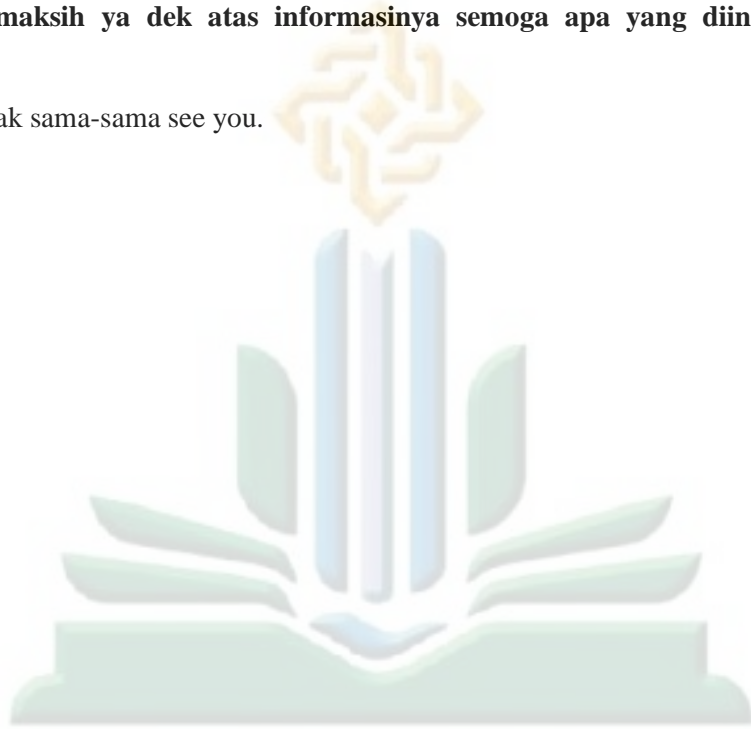 maksih ya dek atas informasinya semoga apa yang diin
ak sama-sama see you.